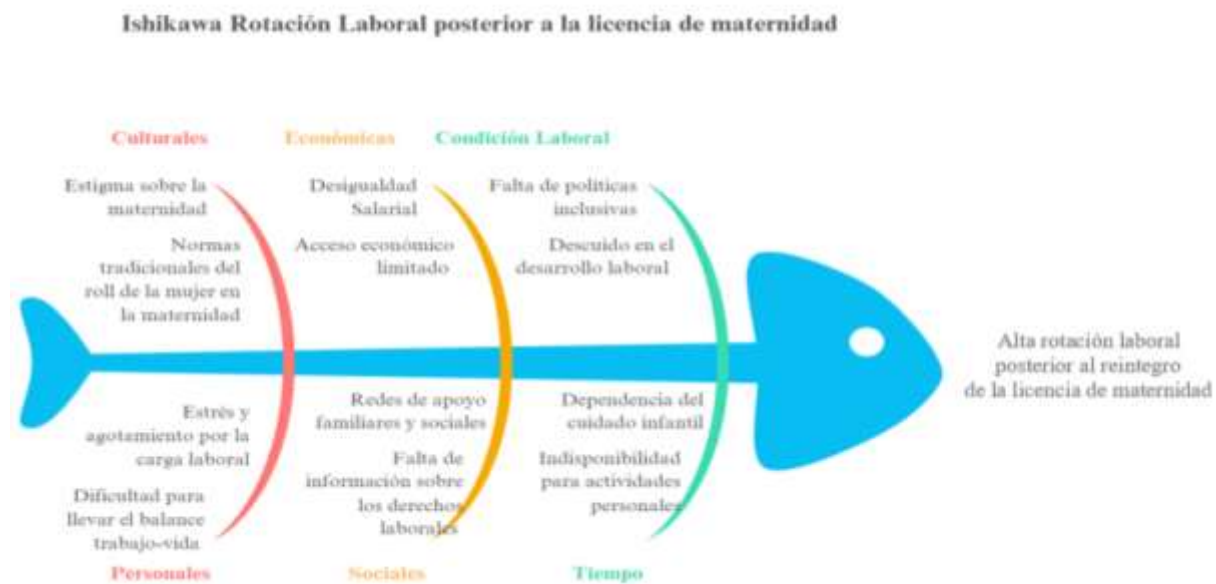 Ishikawa Rotación Laboral posterior a la licencia de maternidad
Culturales
Estigma sobre la
maternidad
Normas
tradicionales del
roll de la mujer en
la maternidad
Económicas
Desigualdad
Salarial
Acceso económico
limitado
Condición Laboral
Falta de políticas
inclusivas
Descuido en el
desarrollo laboral
Alta rotación laboral
posterior al reintegro
de la licencia de maternidad
Estrés y
agotamiento por la
carga laboral
Dificultad para
llevar el balance
trabajo-vida
Personales
Redes de apoyo
familiares y sociales
Falta de
información sobre
los derechos
laborales
Sociales
Dependencia del
cuidado infantil
Indisponibilidad
para actividades
personales
Tiempo